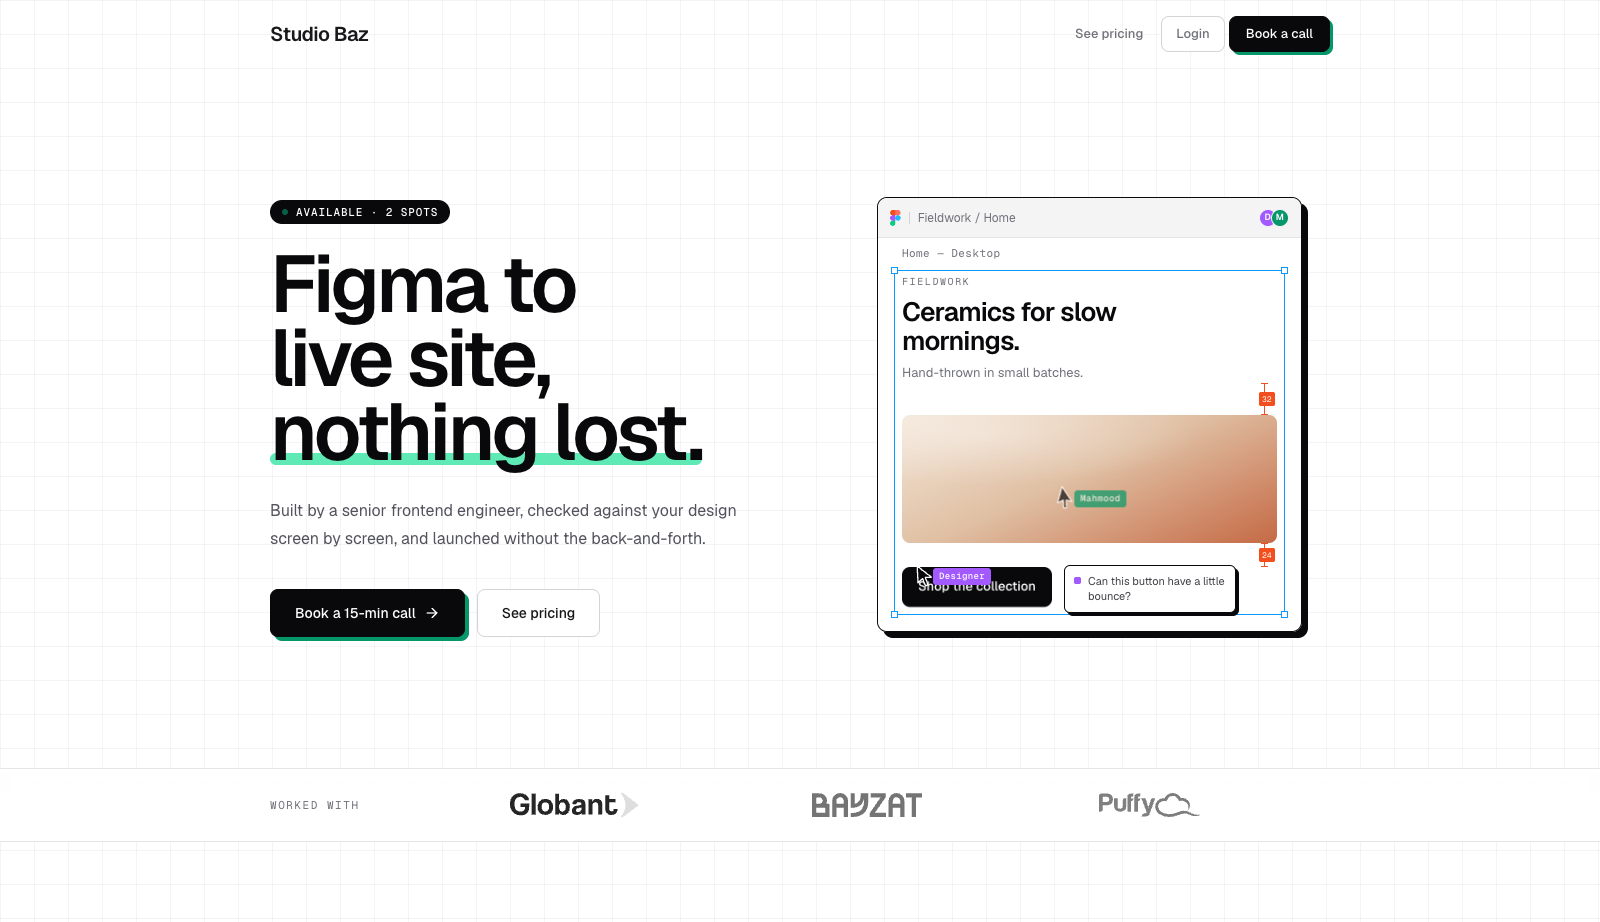 Studio Baz
See pricing
Login
Book a call
AVAILABLE · 2 SPOTS
Figma to
live site,
nothing lost.
Built by a senior frontend engineer, checked against your design
screen by screen, and launched without the back-and-forth.
Book a 15-min call →
See pricing
Fieldwork / Home
D
M
Home — Desktop
FIELDWORK
Ceramics for slow
mornings.
Hand-thrown in small batches.
32
Mahmood
24
Designer
Shop the collection
Can this button have a little
bounce?
WORKED WITH
Globant
BAYZAT
Puffy